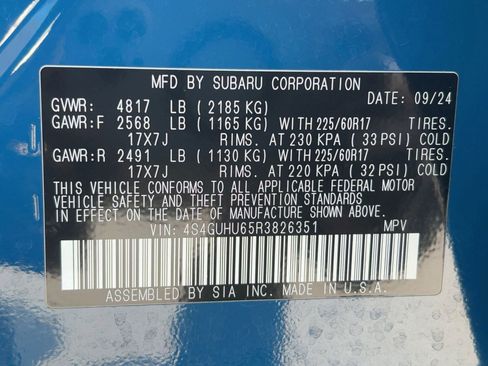 MFD BY SUBARU CORPORATION
GVWR: 4817 LB (2185 KG) DATE: 09/24
GAWR:F 2568 LB (1165 KG) WITH 225/60R17 TIRES.
17X7J RIMS. AT 230 KPA (33 PSI) COLD
GAWR:R 2491 LB (1130 KG) WITH 225/60R17 TIRES.
17X7J RIMS. AT 220 KPA (32 PSI) COLD
THIS VEHICLE CONFORMS TO ALL APPLICABLE FEDERAL MOTOR
VEHICLE SAFETY AND THEFT PREVENTION STANDARDS IN
EFFECT ON THE DATE OF MANUFACTURE SHOWN ABOVE.
VIN: 4S4GUHU65R3826351 MPV
ASSEMBLED BY SIA INC. MADE IN U.S.A.